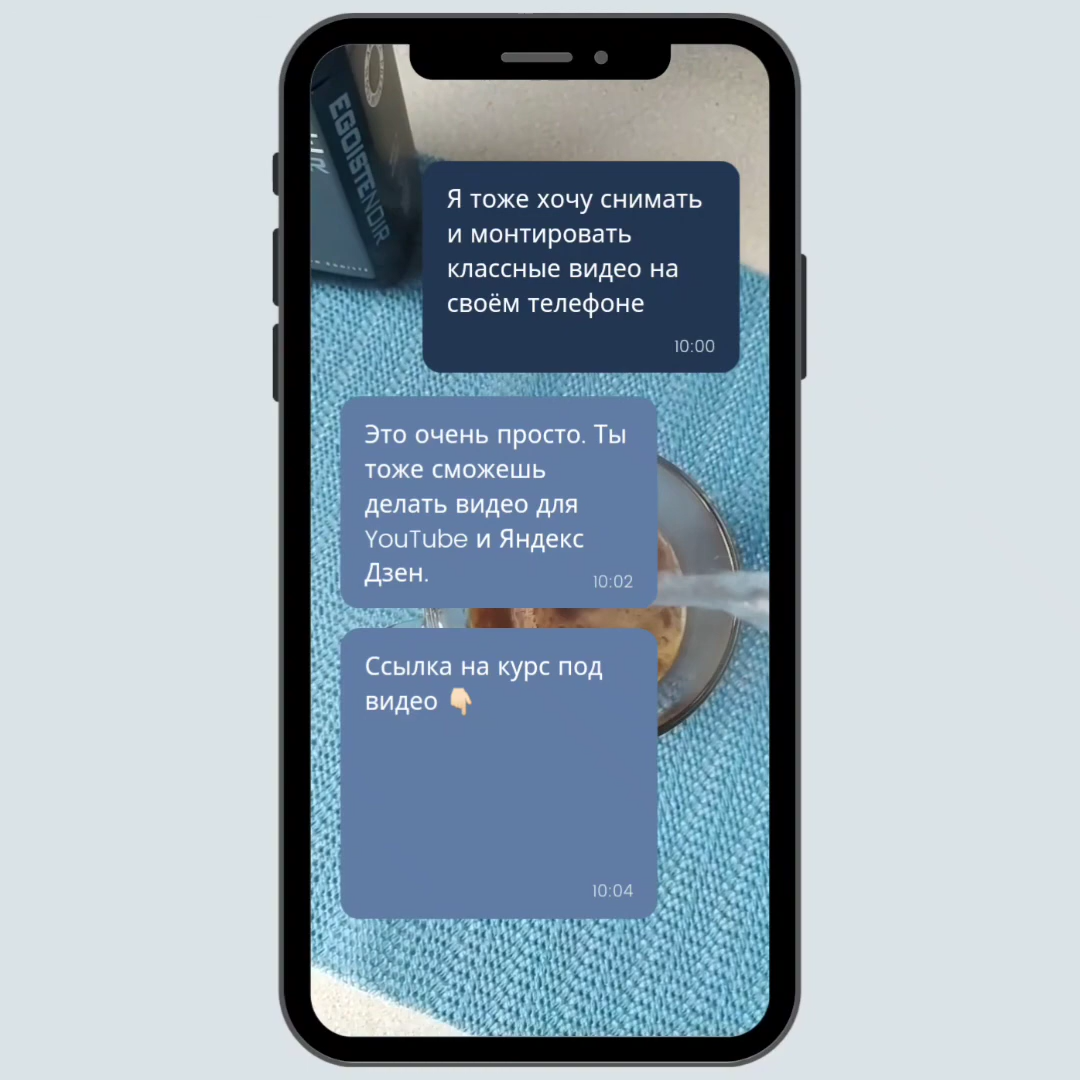 EGOISTE NOIR
Я тоже хочу снимать
и монтировать
классные видео на
своём телефоне
10:00
Это очень просто. Ты
тоже сможешь
делать видео для
YouTube и Яндекс
Дзен.
10:02
Ссылка на курс под
видео 👇🏻
10:04